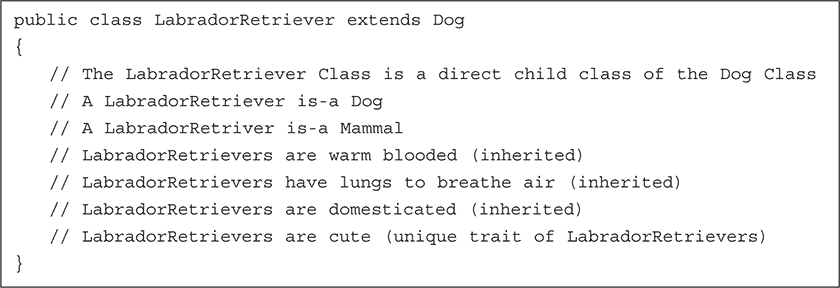 public class LabradorRetriever extends Dog
{
// The LabradorRetriever Class is a direct child class of the Dog Class
// A LabradorRetriever is-a Dog
// A LabradorRetriver is-a Mammal
// LabradorRetrievers are warm blooded (inherited)
// LabradorRetrievers have lungs to breathe air (inherited)
// LabradorRetrievers are domesticated (inherited)
// LabradorRetrievers are cute (unique trait of LabradorRetrievers)
}